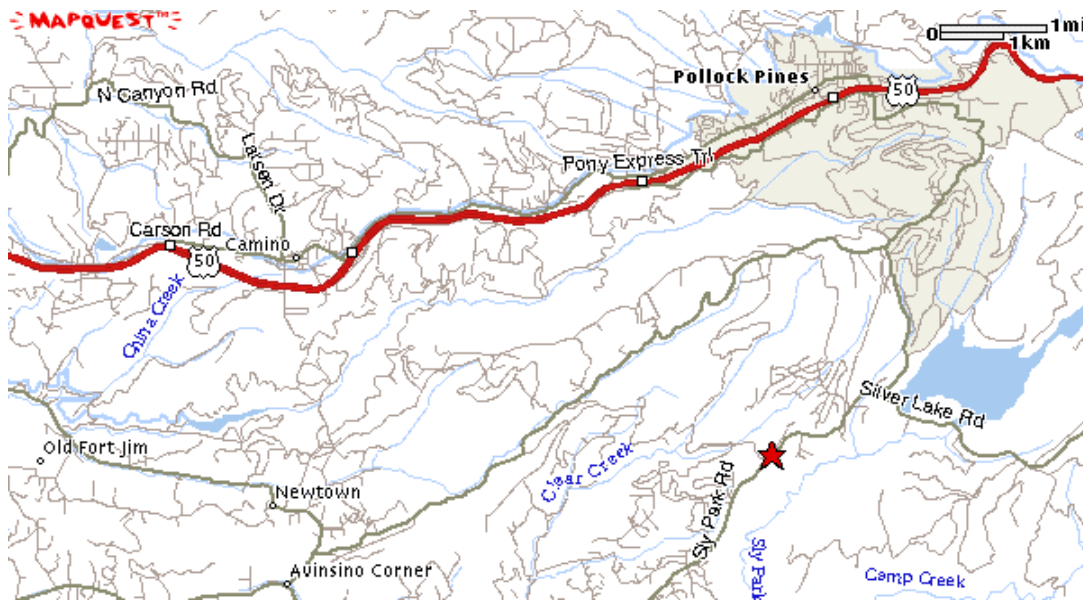 MAPQUEST™
0 1mi
1km
Pollock Pines
50
N Canyon Rd
Larsen Dr
Pony Express Trl
Carson Rd
Camino
50
China Creek
Silver Lake Rd
Old Fort Jim
Clear Creek
Newtown
Sly Park Rd
Avinsino Corner
Sly Park
Camp Creek